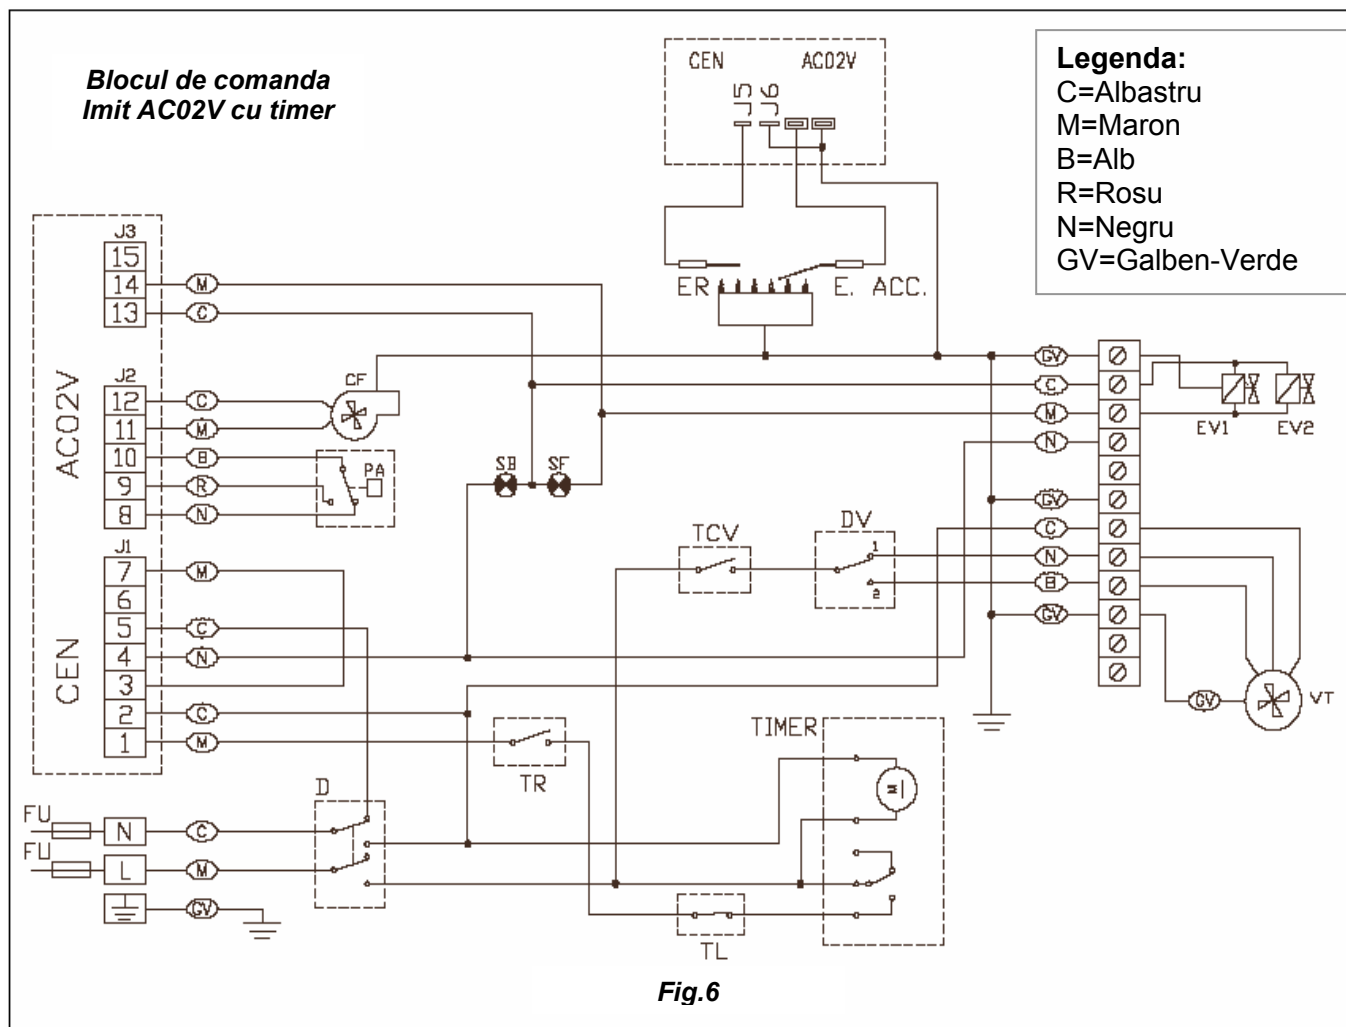 Blocul de comanda
Imit AC02V cu timer
Legenda:
C=Albastru
M=Maron
B=Alb
R=Rosu
N=Negru
GV=Galben-Verde
CEN AC02V
J5 J6
ER E. ACC.
AC02V
CEN
J3
15
14 M
13 C
J2
12 C
11 M
10 B
9 R
8 N
J1
7 M
6
5 C
4 N
3
2 C
1 M
CF
PA
SB SF
TCV
DV
1
2
GV
C
M
N
GV
C
N
B
GV
EV1 EV2
GV VT
TR
TIMER
D
FU N C
FU L M
GV
TL
Fig.6